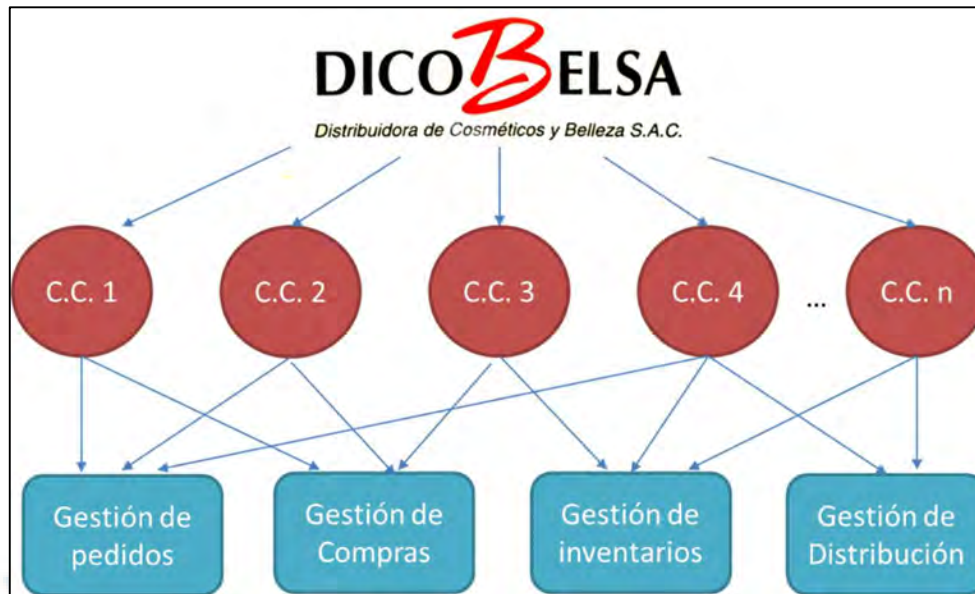 DICOBELSA
Distribuidora de Cosméticos y Belleza S.A.C.
C.C. 1
C.C. 2
C.C. 3
C.C. 4
...
C.C. n
Gestión de
pedidos
Gestión de
Compras
Gestión de
inventarios
Gestión de
Distribución